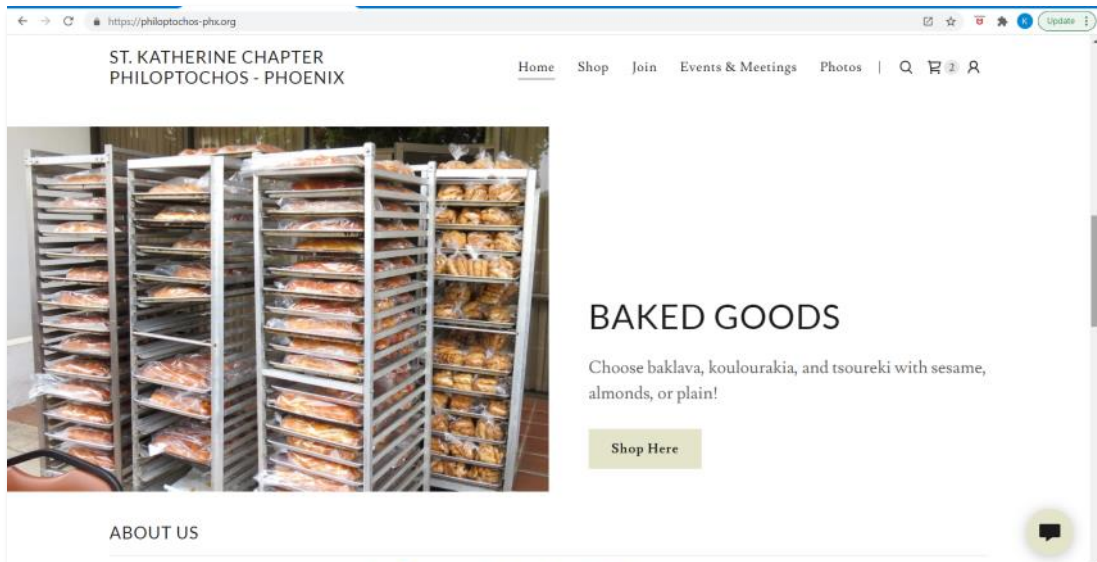 https://philoptochos-phx.org
Update
ST. KATHERINE CHAPTER
PHILOPTOCHOS - PHOENIX
Home Shop Join Events & Meetings Photos | 2
BAKED GOODS
Choose baklava, koulourakia, and tsoureki with sesame,
almonds, or plain!
Shop Here
ABOUT US